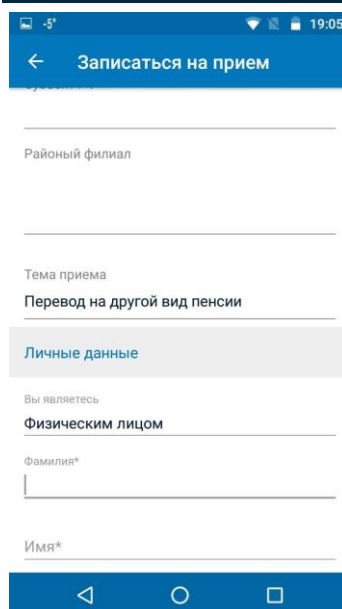 -5°
19:05
Записаться на прием
Районый филиал
Тема приема
Перевод на другой вид пенсии
Личные данные
Вы являетесь
Физическим лицом
Фамилия*
Имя*